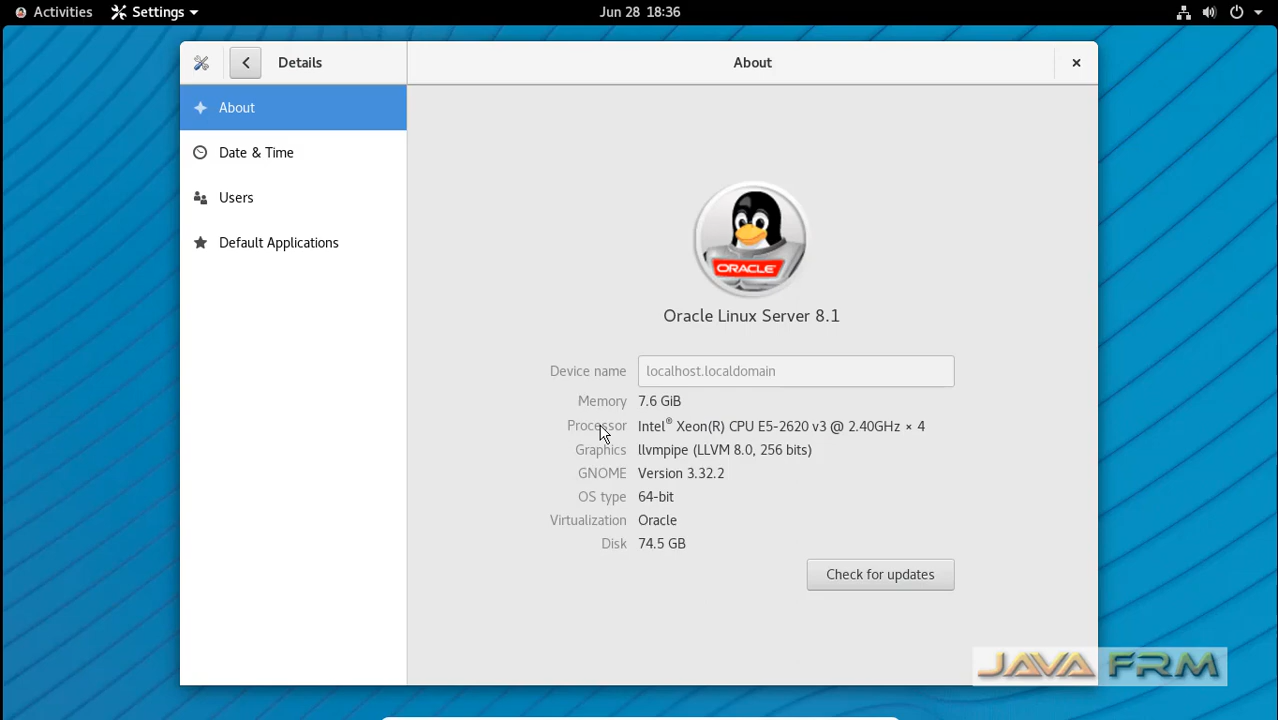 Activities Settings Jun 28 18:36
Details About
About
Date & Time
Users
Default Applications
ORACLE
Oracle Linux Server 8.1
Device name localhost.localdomain
Memory 7.6 GiB
Processor Intel® Xeon(R) CPU E5-2620 v3 @ 2.40GHz × 4
Graphics llvmpipe (LLVM 8.0, 256 bits)
GNOME Version 3.32.2
OS type 64-bit
Virtualization Oracle
Disk 74.5 GB
Check for updates
JAVA FRM